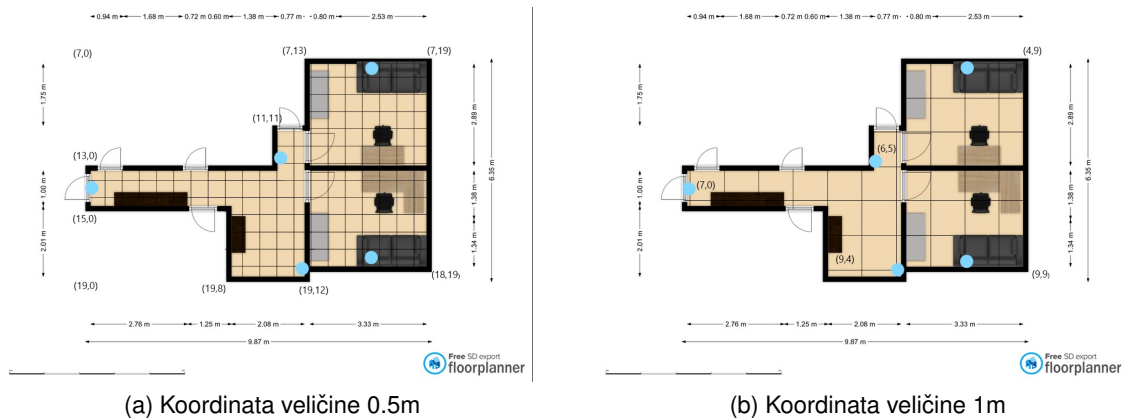 0.94 m 1.68 m 0.72 m 0.60 m 1.38 m 0.77 m 0.80 m 2.53 m
(7,0) (7,13) (7,19)
1.75 m
(11,11)
2.89 m
6.35 m
(13,0)
1.00 m
1.38 m
(15,0)
2.01 m
1.34 m
(18,19)
(19,0) (19,8) (19,12)
2.76 m 1.25 m 2.08 m 3.33 m
9.87 m
Free SD export
floorplanner
(a) Koordinata veličine 0.5m
0.94 m 1.68 m 0.72 m 0.60 m 1.38 m 0.77 m 0.80 m 2.53 m
(4,9)
1.75 m
2.89 m
6.35 m
(6,5)
1.00 m
(7,0)
1.38 m
2.01 m
1.34 m
(9,4)
(9,9)
2.76 m 1.25 m 2.08 m 3.33 m
9.87 m
Free SD export
floorplanner
(b) Koordinata veličine 1m